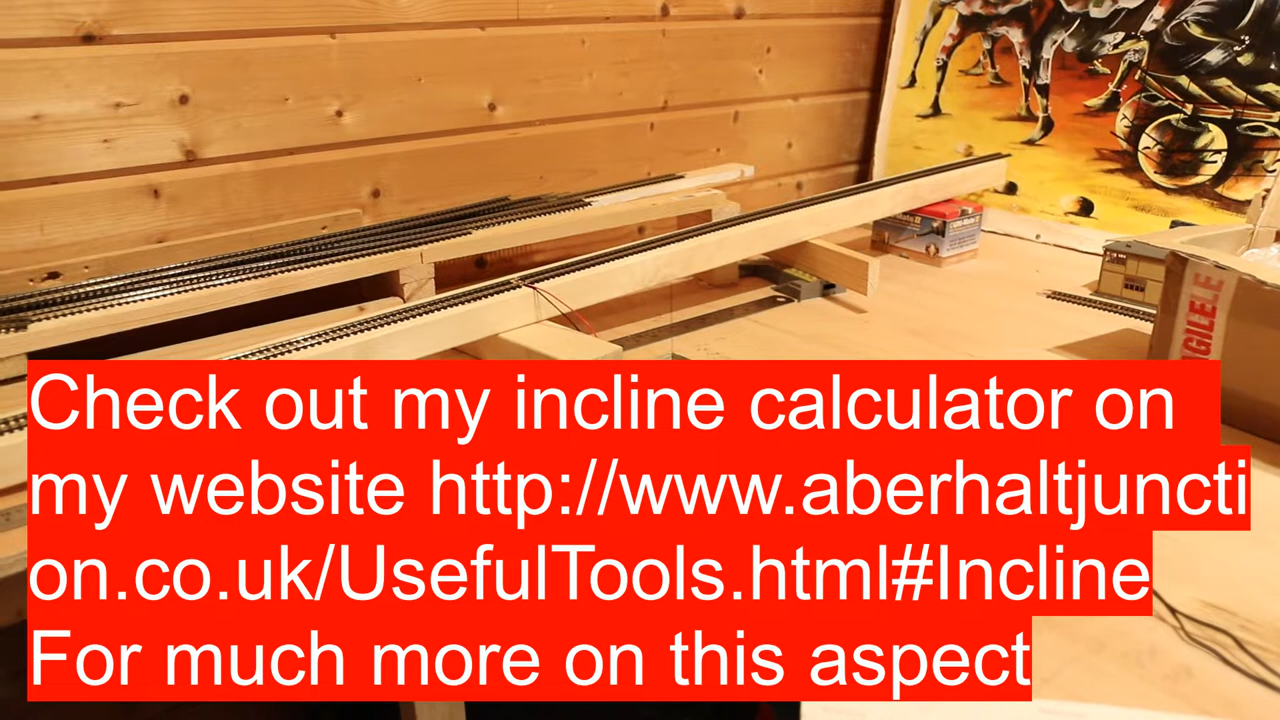 Check out my incline calculator on
my website http://www.aberhaltjuncti
on.co.uk/UsefulTools.html#Incline
For much more on this aspect